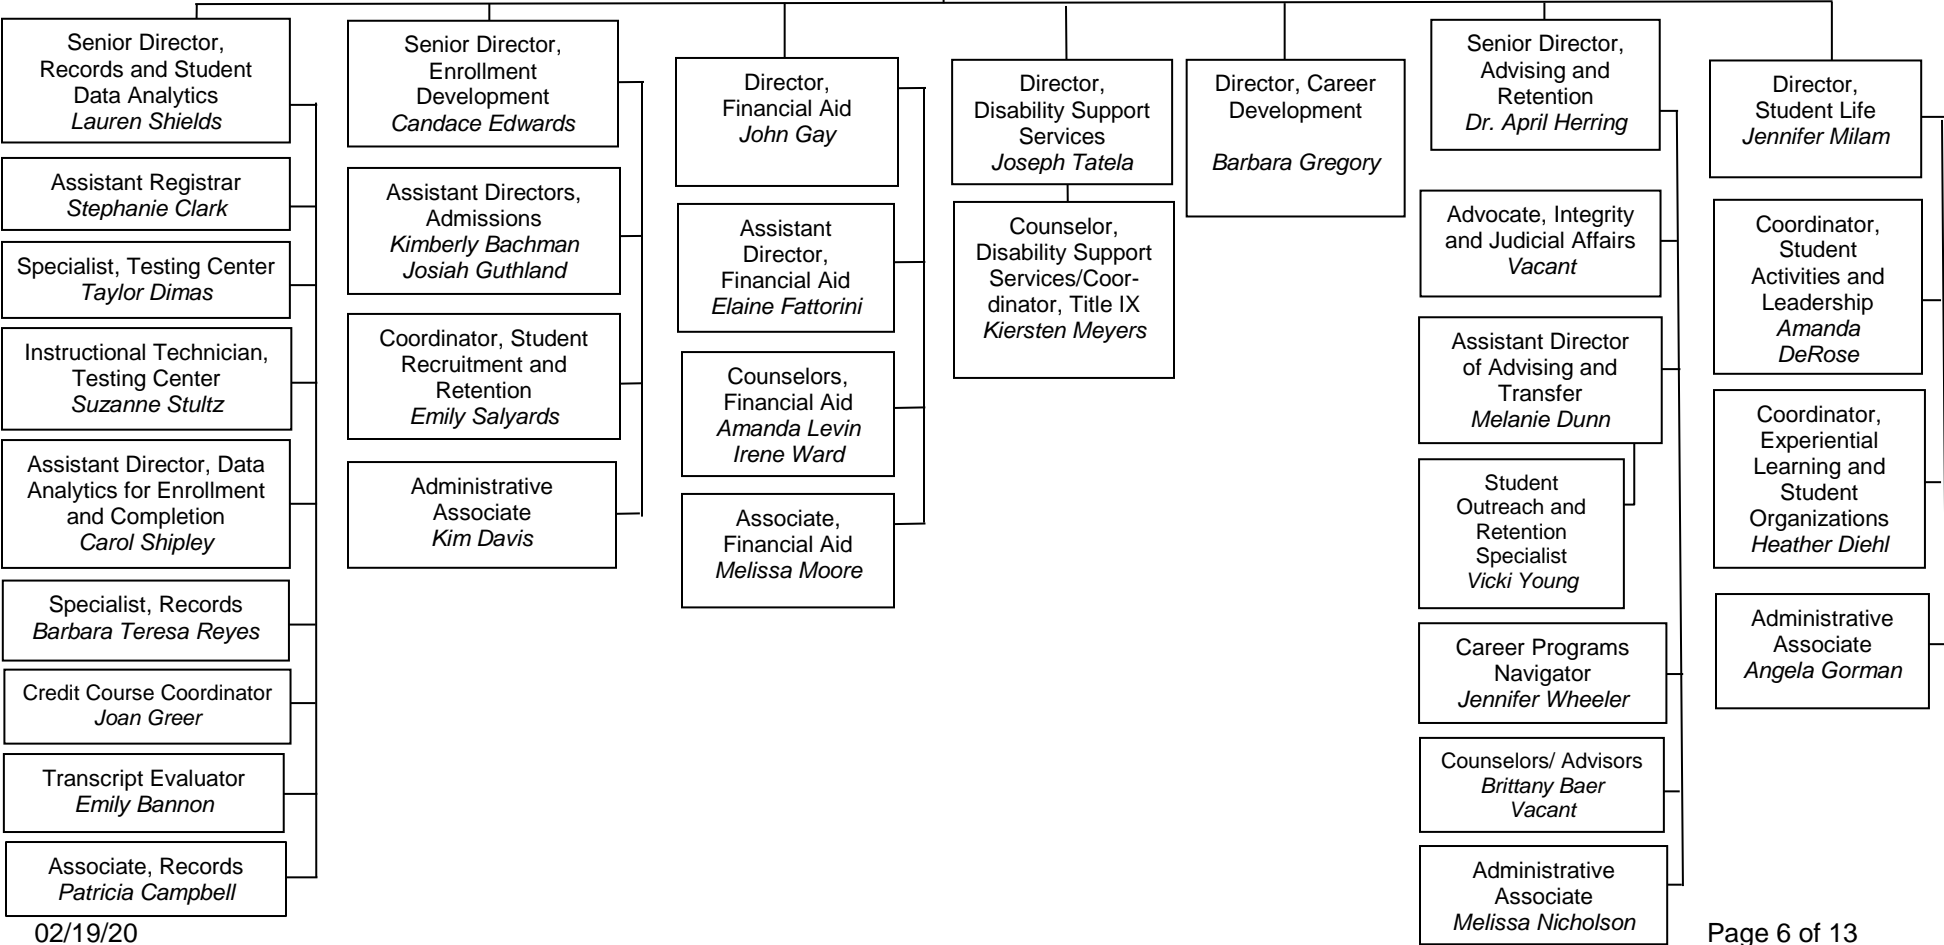 Senior Director,
Records and Student
Data Analytics
Lauren Shields
Assistant Registrar
Stephanie Clark
Specialist, Testing Center
Taylor Dimas
Instructional Technician,
Testing Center
Suzanne Stultz
Assistant Director, Data
Analytics for Enrollment
and Completion
Carol Shipley
Specialist, Records
Barbara Teresa Reyes
Credit Course Coordinator
Joan Greer
Transcript Evaluator
Emily Bannon
Associate, Records
Patricia Campbell
Senior Director,
Enrollment
Development
Candace Edwards
Assistant Directors,
Admissions
Kimberly Bachman
Josiah Guthland
Coordinator, Student
Recruitment and
Retention
Emily Salyards
Administrative
Associate
Kim Davis
Director,
Financial Aid
John Gay
Assistant
Director,
Financial Aid
Elaine Fattorini
Counselors,
Financial Aid
Amanda Levin
Irene Ward
Associate,
Financial Aid
Melissa Moore
Director,
Disability Support
Services
Joseph Tatela
Counselor,
Disability Support
Services/Coor-
dinator, Title IX
Kiersten Meyers
Director, Career
Development
Barbara Gregory
Senior Director,
Advising and
Retention
Dr. April Herring
Advocate, Integrity
and Judicial Affairs
Vacant
Assistant Director
of Advising and
Transfer
Melanie Dunn
Student
Outreach and
Retention
Specialist
Vicki Young
Career Programs
Navigator
Jennifer Wheeler
Counselors/ Advisors
Brittany Baer
Vacant
Administrative
Associate
Melissa Nicholson
Director,
Student Life
Jennifer Milam
Coordinator,
Student
Activities and
Leadership
Amanda
DeRose
Coordinator,
Experiential
Learning and
Student
Organizations
Heather Diehl
Administrative
Associate
Angela Gorman
02/19/20
Page 6 of 13